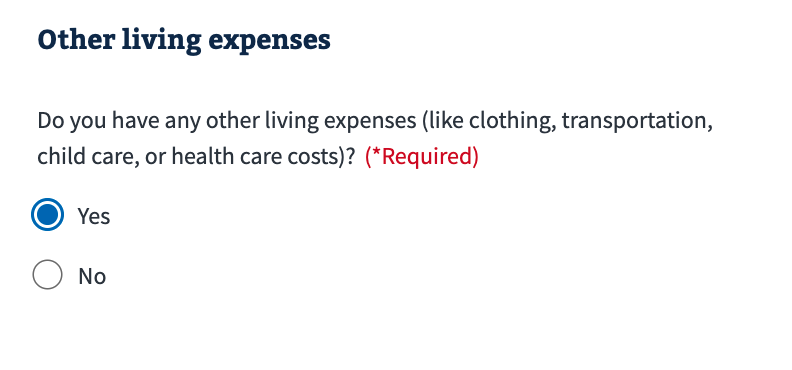 Other living expenses
Do you have any other living expenses (like clothing, transportation,
child care, or health care costs)? (*Required)
Yes
No